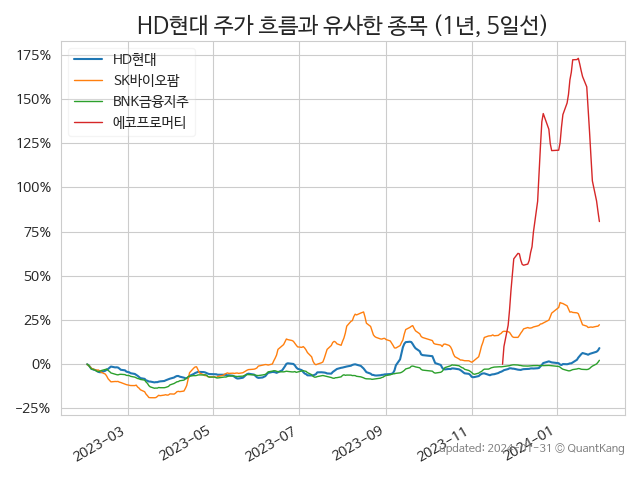 HD현대 주가 흐름과 유사한 종목 (1년, 5일선)
HD현대
SK바이오팜
BNK금융지주
에코프로머티
175%
150%
125%
100%
75%
50%
25%
0%
−25%
2023-03
2023-05
2023-07
2023-09
2023-11
2024-01
updated: 2024-01-31 © QuantKang